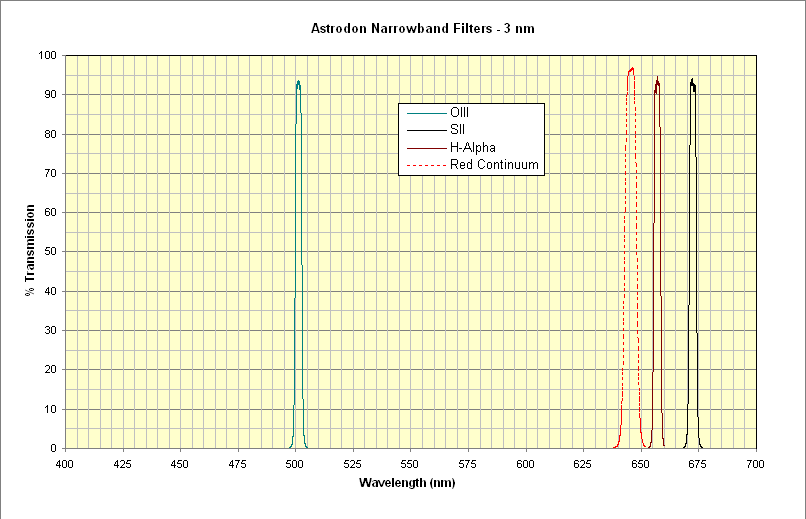 Astrodon Narrowband Filters - 3 nm
100
90
80
70
60
50
40
30
20
10
0
% Transmission
OIII
SII
H-Alpha
Red Continuum
400 425 450 475 500 525 550 575 600 625 650 675 700
Wavelength (nm)